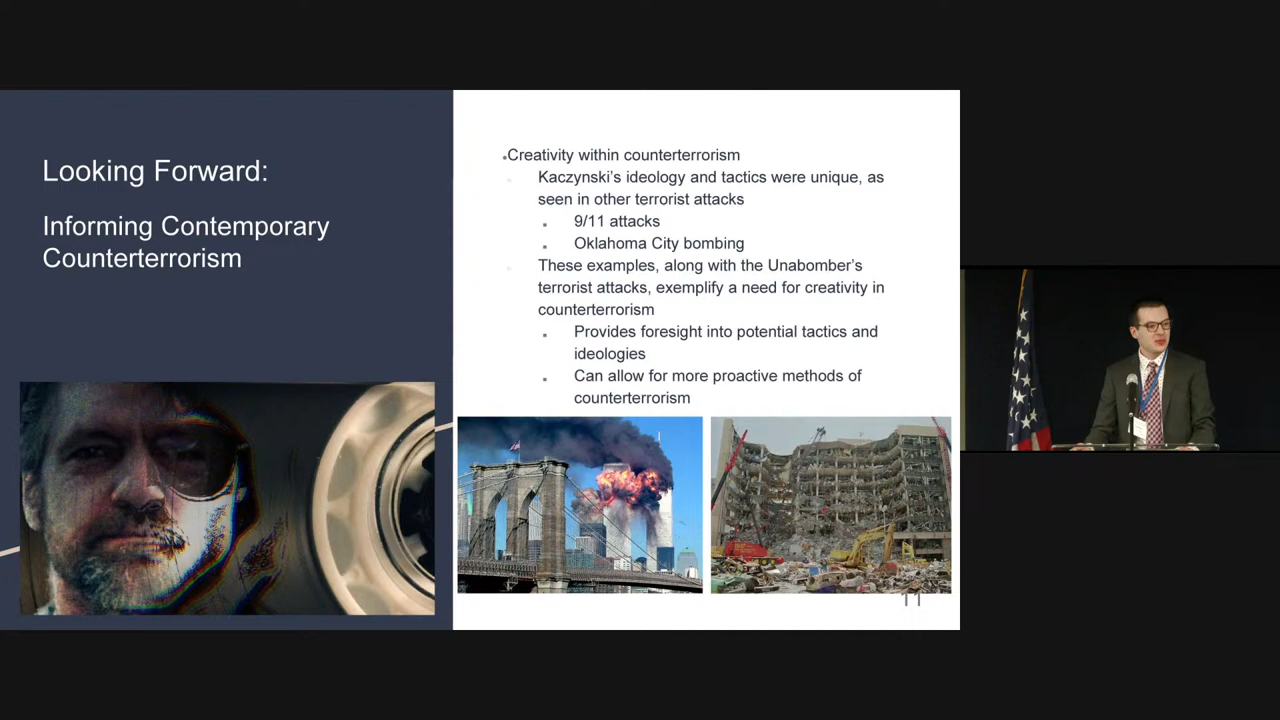 Looking Forward:
Informing Contemporary
Counterterrorism
Creativity within counterterrorism
Kaczynski's ideology and tactics were unique, as
seen in other terrorist attacks
9/11 attacks
Oklahoma City bombing
These examples, along with the Unabomber's
terrorist attacks, exemplify a need for creativity in
counterterrorism
Provides foresight into potential tactics and
ideologies
Can allow for more proactive methods of
counterterrorism
11